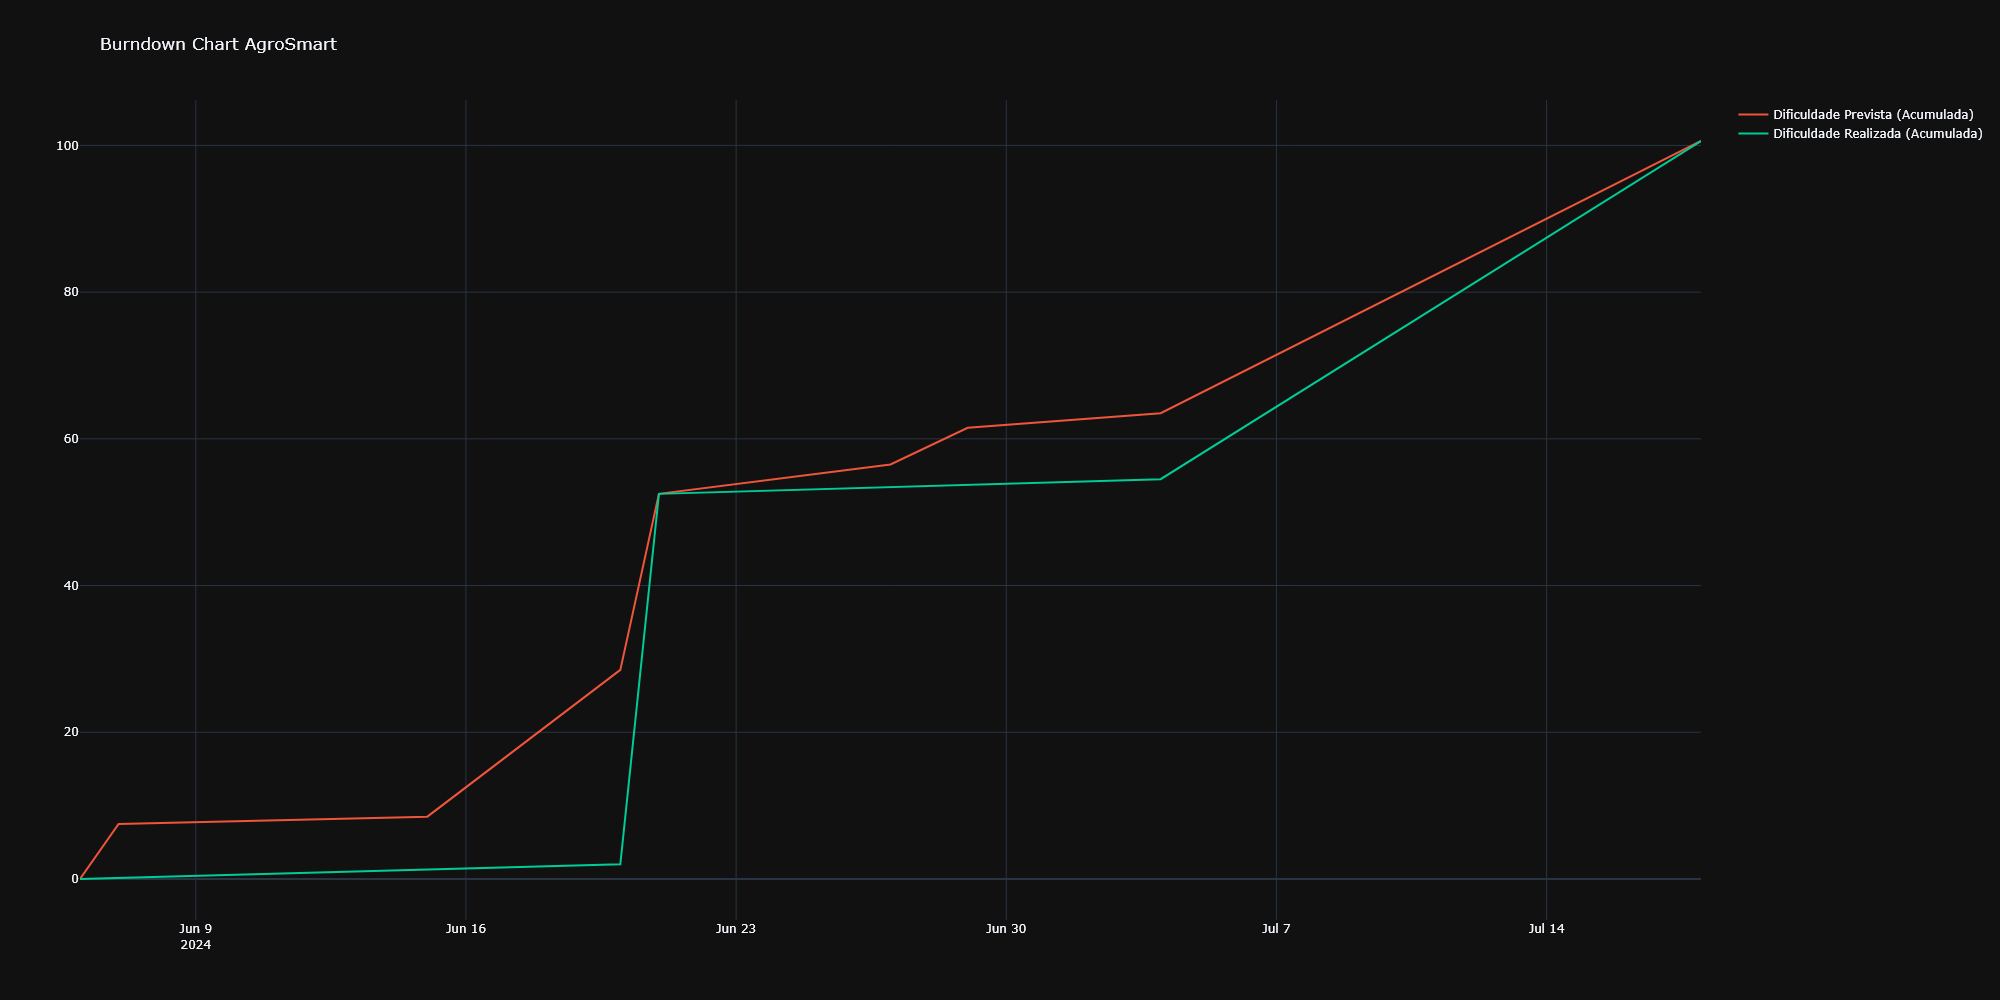 Burndown Chart AgroSmart
Dificuldade Prevista (Acumulada)
Dificuldade Realizada (Acumulada)
100
80
60
40
20
0
Jun 9
2024
Jun 16
Jun 23
Jun 30
Jul 7
Jul 14